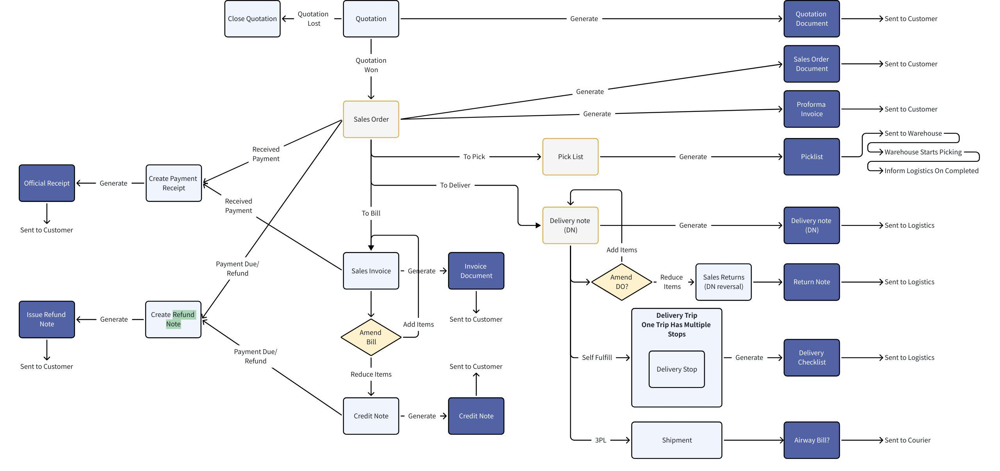 Close Quotation
Quotation
Lost
Quotation
Generate
Quotation
Document
Sent to Customer
Quotation
Won
Sales Order
Document
Sent to Customer
Generate
Sales Order
Generate
Proforma
Invoice
Sent to Customer
Received
Payment
To Pick
Pick List
Generate
Picklist
Sent to Warehouse
Warehouse Starts Picking
Inform Logistics On Completed
Official Receipt
Generate
Create Payment
Receipt
To Deliver
Received
Payment
To Bill
Delivery note
(DN)
Generate
Delivery note
(DN)
Sent to Logistics
Sent to Customer
Add Items
Payment Due/
Refund
Sales Invoice
Generate
Invoice
Document
Amend
DO?
Reduce
Items
Sales Returns
(DN reversal)
Return Note
Sent to Logistics
Issue Refund
Note
Generate
Create Refund
Note
Add Items
Sent to Customer
Delivery Trip
One Trip Has Multiple
Stops
Amend
Bill
Payment Due/
Refund
Self Fulfill
Delivery Stop
Generate
Delivery
Checklist
Sent to Logistics
Sent to Customer
Reduce Items
Sent to Customer
Credit Note
Generate
Credit Note
3PL
Shipment
Airway Bill?
Sent to Courier